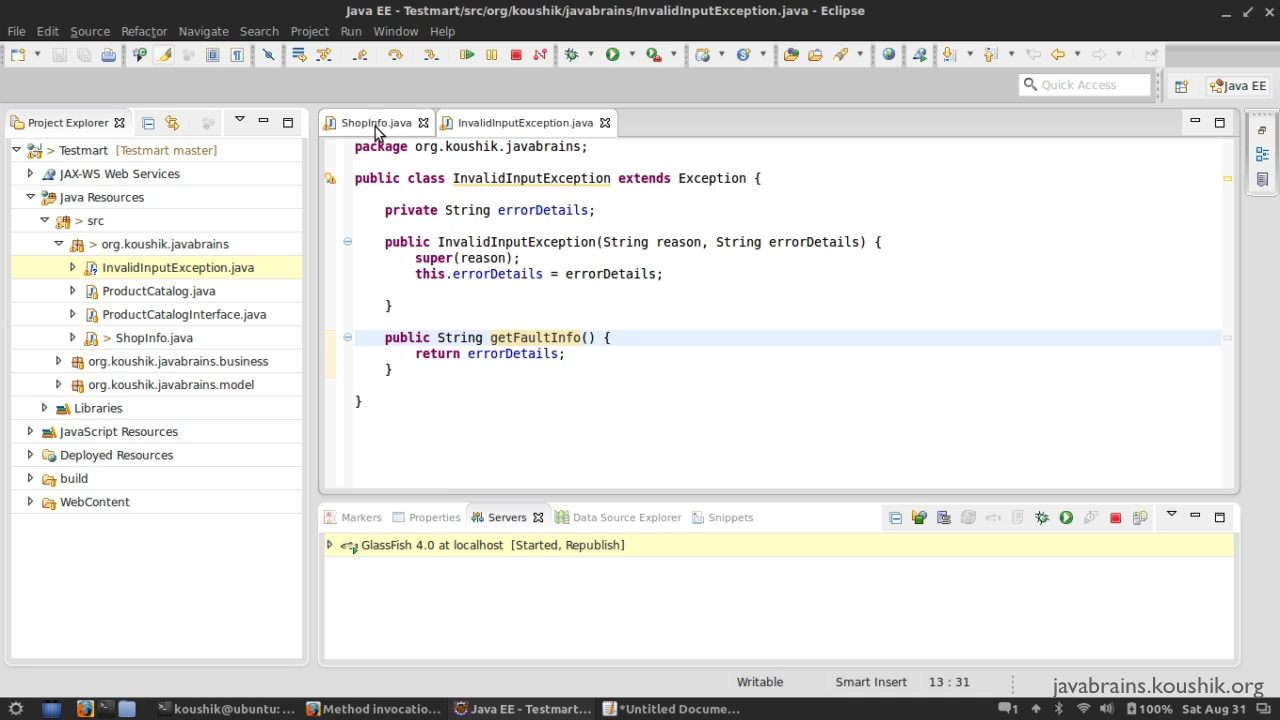 Java EE - Testmart/src/org/koushik/javabrains/InvalidInputException.java - Eclipse
File Edit Source Refactor Navigate Search Project Run Window Help
Quick Access
Java EE
Project Explorer
ShopInfo.java
InvalidInputException.java
> Testmart [Testmart master]
JAX-WS Web Services
Java Resources
> src
> org.koushik.javabrains
InvalidInputException.java
ProductCatalog.java
ProductCatalogInterface.java
> ShopInfo.java
org.koushik.javabrains.business
org.koushik.javabrains.model
Libraries
JavaScript Resources
Deployed Resources
build
WebContent
package org.koushik.javabrains;
public class InvalidInputException extends Exception {
private String errorDetails;
public InvalidInputException(String reason, String errorDetails) {
super(reason);
this.errorDetails = errorDetails;
}
public String getFaultInfo() {
return errorDetails;
}
}
Markers Properties Servers Data Source Explorer Snippets
GlassFish 4.0 at localhost [Started, Republish]
Writable Smart Insert 13 : 31
javabrains.koushik.org
koushik@ubuntu: ... Method invocatio... Java EE - Testmart... *Untitled Docume... 1 100% Sat Aug 31